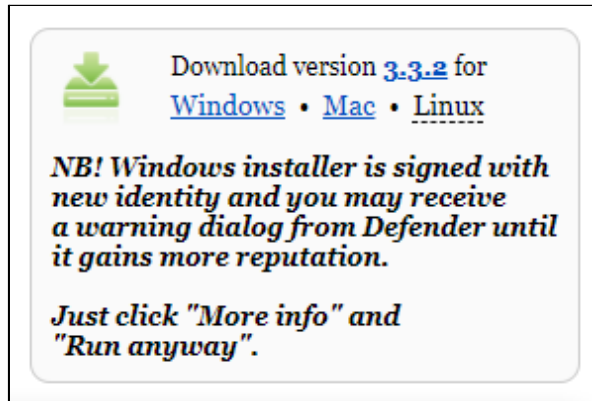 Download version 3.3.2 for
Windows • Mac • Linux
NB! Windows installer is signed with
new identity and you may receive
a warning dialog from Defender until
it gains more reputation.
Just click "More info" and
"Run anyway".